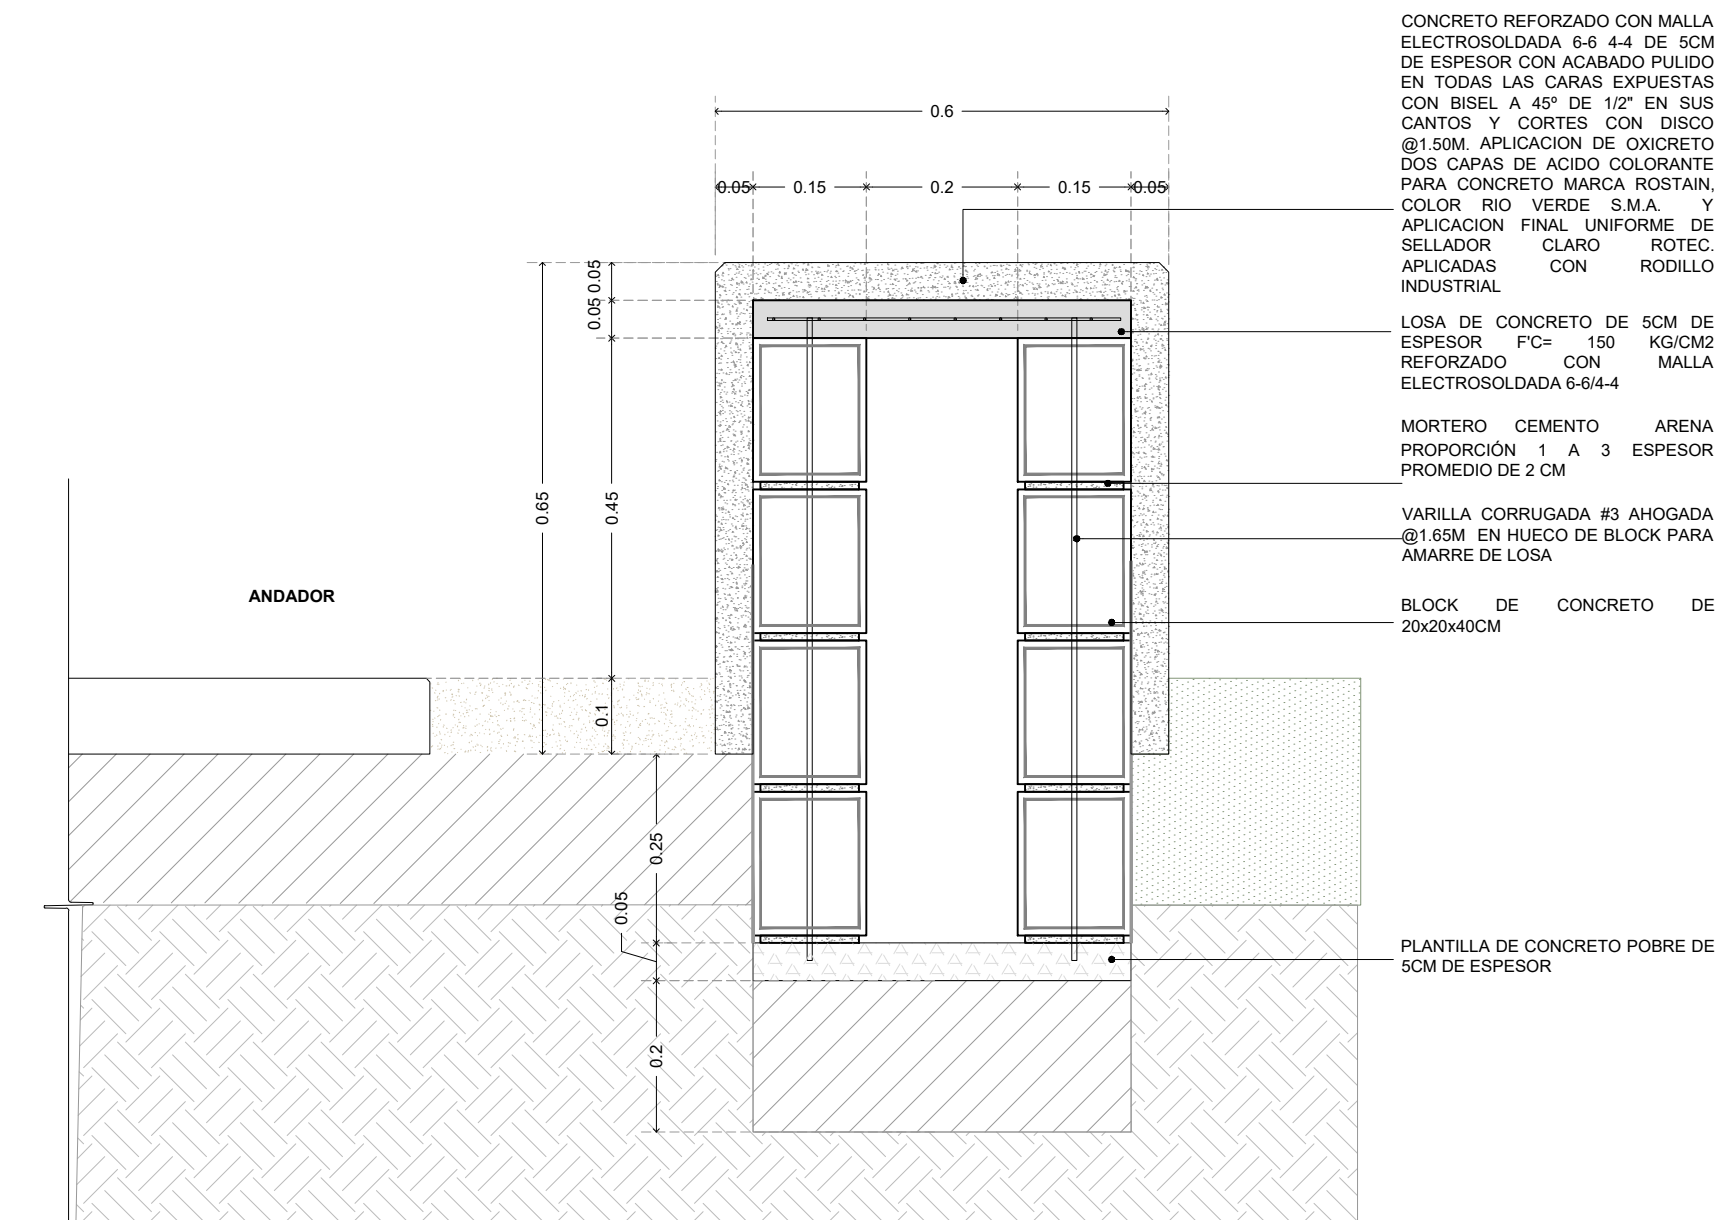 CONCRETO REFORZADO CON MALLA
ELECTROSOLDADA 6-6 4-4 DE 5CM
DE ESPESOR CON ACABADO PULIDO
EN TODAS LAS CARAS EXPUESTAS
CON BISEL A 45º DE 1/2" EN SUS
CANTOS Y CORTES CON DISCO
@1.50M. APLICACION DE OXICRETO
DOS CAPAS DE ACIDO COLORANTE
PARA CONCRETO MARCA ROSTAIN,
COLOR RIO VERDE S.M.A. Y
APLICACION FINAL UNIFORME DE
SELLADOR CLARO ROTEC.
APLICADAS CON RODILLO
INDUSTRIAL
LOSA DE CONCRETO DE 5CM DE
ESPESOR F'C= 150 KG/CM2
REFORZADO CON MALLA
ELECTROSOLDADA 6-6/4-4
MORTERO CEMENTO ARENA
PROPORCIÓN 1 A 3 ESPESOR
PROMEDIO DE 2 CM
VARILLA CORRUGADA #3 AHOGADA
@1.65M EN HUECO DE BLOCK PARA
AMARRE DE LOSA
BLOCK DE CONCRETO DE
20x20x40CM
PLANTILLA DE CONCRETO POBRE DE
5CM DE ESPESOR
0.6
0.05 0.15 0.2 0.15 0.05
0.05
0.05
0.65
0.45
ANDADOR
0.1
0.25
0.05
0.2